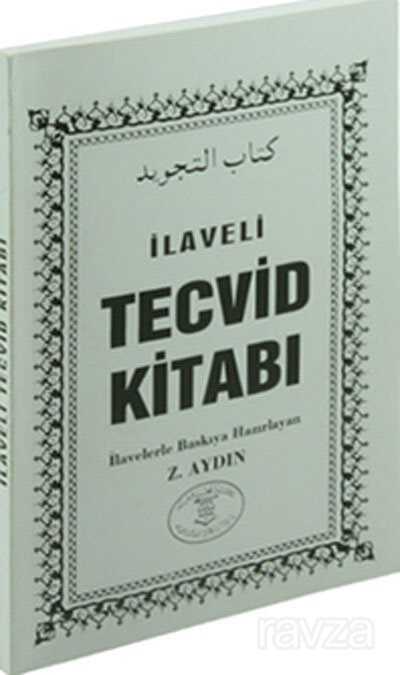 كتاب التجويد
İLAVELİ
TECVİD
KİTABI
İlavelerle Baskıya Hazırlayan
Z. AYDIN
İLAVELİ TECVİD KİTABI
ravza